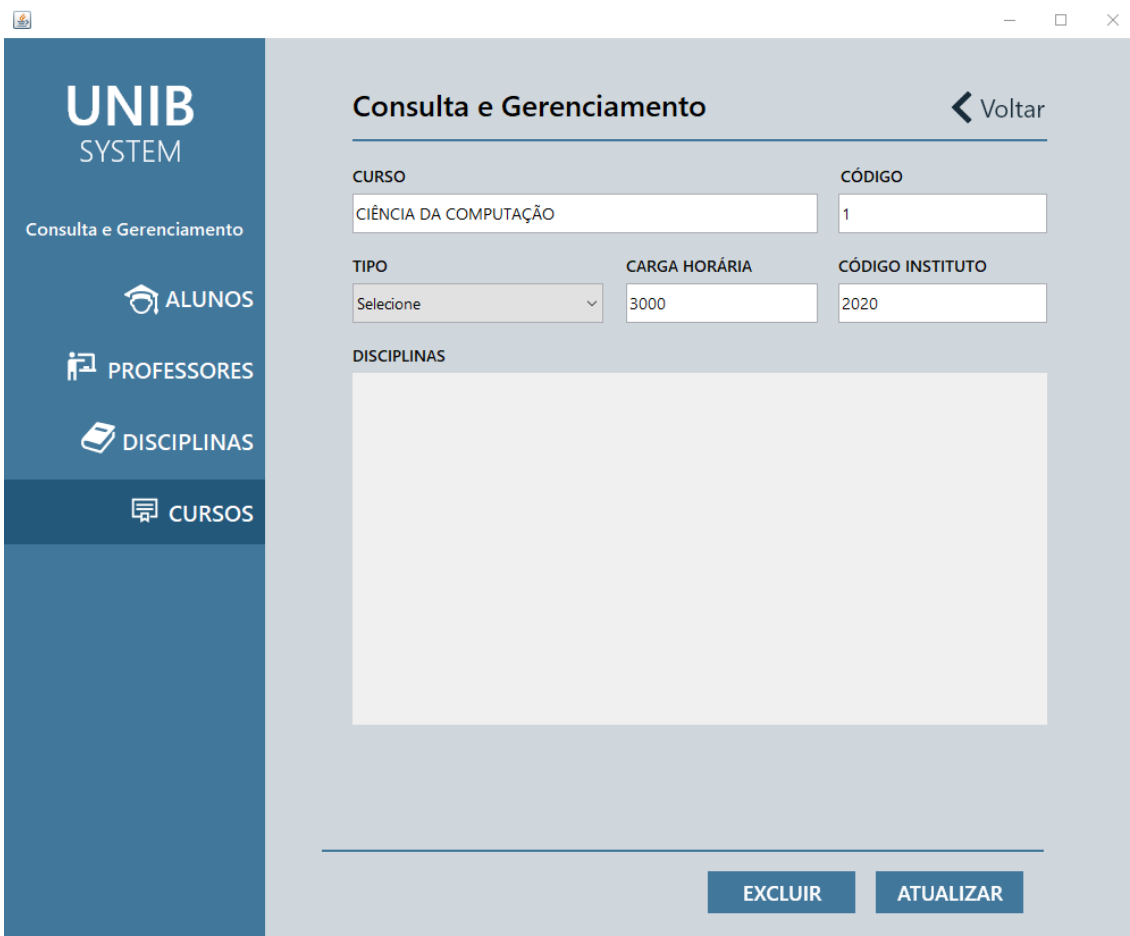 UNIB
SYSTEM
Consulta e Gerenciamento
ALUNOS
PROFESSORES
DISCIPLINAS
CURSOS
Consulta e Gerenciamento
Voltar
CURSO
CÓDIGO
CIÊNCIA DA COMPUTAÇÃO
1
TIPO
CARGA HORÁRIA
CÓDIGO INSTITUTO
Selecione
3000
2020
DISCIPLINAS
EXCLUIR
ATUALIZAR